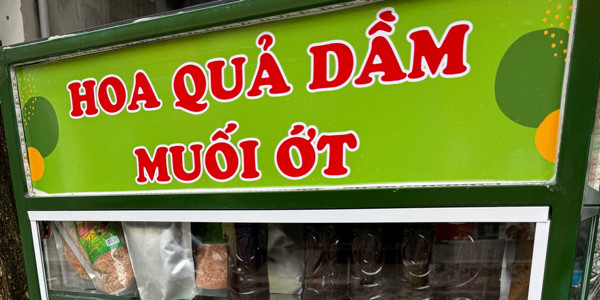 HOA QUẢ DẦM
MUỐI ỚT